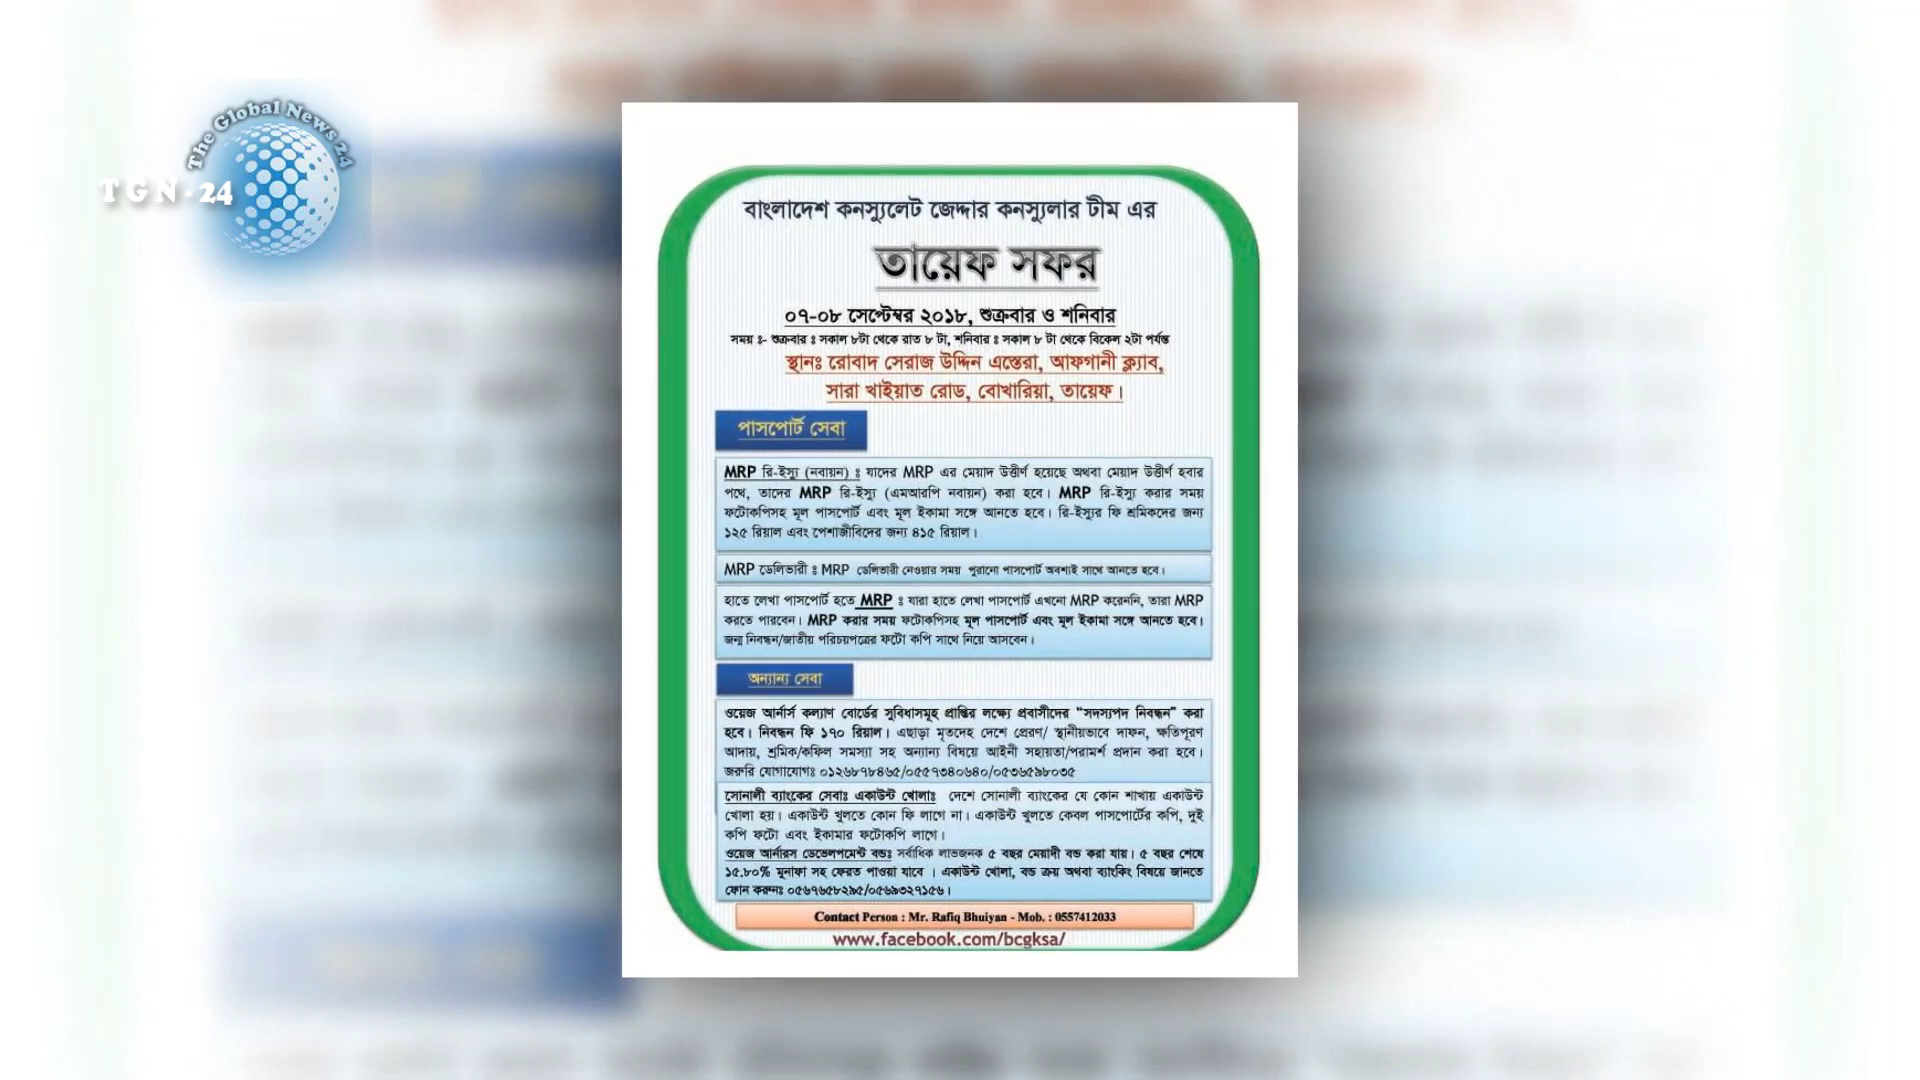 The Global News 24
TGN-24
বাংলাদেশ কনস্যুলেট জেদ্দার কনস্যুলার টীম এর
তায়েফ সফর
০৭-০৮ সেপ্টেম্বর ২০১৮, শুক্রবার ও শনিবার
সময় ঃ- শুক্রবার ঃ সকাল ৮টা থেকে রাত ৮ টা, শনিবার ঃ সকাল ৮ টা থেকে বিকেল ২টা পর্যন্ত
স্থানঃ রোবাদ সেরাজ উদ্দিন এস্তেরা, আফগানী ক্ল্যাব,
সারা খাইয়াত রোড, বোখারিয়া, তায়েফ।
পাসপোর্ট সেবা
MRP রি-ইস্যু (নবায়ন) ঃ যাদের MRP এর মেয়াদ উত্তীর্ণ হয়েছে অথবা মেয়াদ উত্তীর্ণ হবার
পথে, তাদের MRP রি-ইস্যু (এমআরপি নবায়ন) করা হবে। MRP রি-ইস্যু করার সময়
ফটোকপিসহ মূল পাসপোর্ট এবং মূল ইকামা সঙ্গে আনতে হবে। রি-ইস্যুর ফি শ্রমিকদের জন্য
১২৫ রিয়াল এবং পেশাজীবিদের জন্য ৪১৫ রিয়াল।
MRP ডেলিভারী ঃ MRP ডেলিভারী নেওয়ার সময় পুরানো পাসপোর্ট অবশ্যই সাথে আনতে হবে।
হাতে লেখা পাসপোর্ট হতে MRP ঃ যারা হাতে লেখা পাসপোর্ট এখনো MRP করেননি, তারা MRP
করতে পারবেন। MRP করার সময় ফটোকপিসহ মূল পাসপোর্ট এবং মূল ইকামা সঙ্গে আনতে হবে।
জন্ম নিবন্ধন/জাতীয় পরিচয়পত্রের ফটো কপি সাথে নিয়ে আসবেন।
অন্যান্য সেবা
ওয়েজ আর্নার্স কল্যাণ বোর্ডের সুবিধাসমূহ প্রাপ্তির লক্ষ্যে প্রবাসীদের “সদস্যপদ নিবন্ধন” করা
হবে। নিবন্ধন ফি ১৭০ রিয়াল। এছাড়া মৃতদেহ দেশে প্রেরণ/ স্থানীয়ভাবে দাফন, ক্ষতিপূরণ
আদায়, শ্রমিক/কফিল সমস্যা সহ অন্যান্য বিষয়ে আইনী সহায়তা/পরামর্শ প্রদান করা হবে।
জরুরি যোগাযোগঃ ০১২৬৮৭৮৪৬৫/০৫৫৭৩৪০৬৪০/০৫৩৬৫৯৮০৩৫
সোনালী ব্যাংকের সেবাঃ একাউন্ট খোলাঃ দেশে সোনালী ব্যাংকের যে কোন শাখায় একাউন্ট
খোলা হয়। একাউন্ট খুলতে কোন ফি লাগে না। একাউন্ট খুলতে কেবল পাসপোর্টের কপি, দুই
কপি ফটো এবং ইকামার ফটোকপি লাগে।
ওয়েজ আর্নারস ডেভেলপমেন্ট বন্ডঃ সর্বাধিক লাভজনক ৫ বছর মেয়াদী বন্ড করা যায়। ৫ বছর শেষে
১৫.৮০% মুনাফা সহ ফেরত পাওয়া যাবে । একাউন্ট খোলা, বন্ড ক্রয় অথবা ব্যাংকিং বিষয়ে জানতে
ফোন করুনঃ ০৫৬৭৬৫৮২৯৫/০৫৬৯৩২৭১৫৬।
Contact Person : Mr. Rafiq Bhuiyan - Mob. : 0557412033
www.facebook.com/bcgksa/